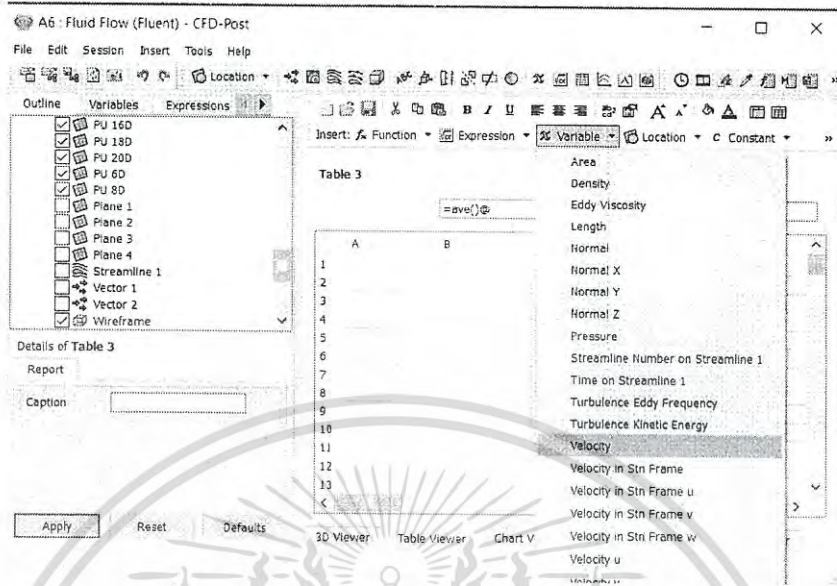 A6 : Fluid Flow (Fluent) - CFD-Post
File Edit Session Insert Tools Help
Location
Outline Variables Expressions
PU 16D
PU 18D
PU 20D
PU 6D
PU 8D
Plane 1
Plane 2
Plane 3
Plane 4
Streamline 1
Vector 1
Vector 2
Wireframe
Details of Table 3
Report
Caption
Apply Reset Defaults
B I U
Insert: fx Function Expression Variable Location c Constant »
Table 3
=ave()@
A B
1
2
3
4
5
6
7
8
9
10
11
12
13
3D Viewer Table Viewer Chart V
Area
Density
Eddy Viscosity
Length
Normal
Normal X
Normal Y
Normal Z
Pressure
Streamline Number on Streamline 1
Time on Streamline 1
Turbulence Eddy Frequency
Turbulence Kinetic Energy
Velocity
Velocity in Stn Frame
Velocity in Stn Frame u
Velocity in Stn Frame v
Velocity in Stn Frame w
Velocity u